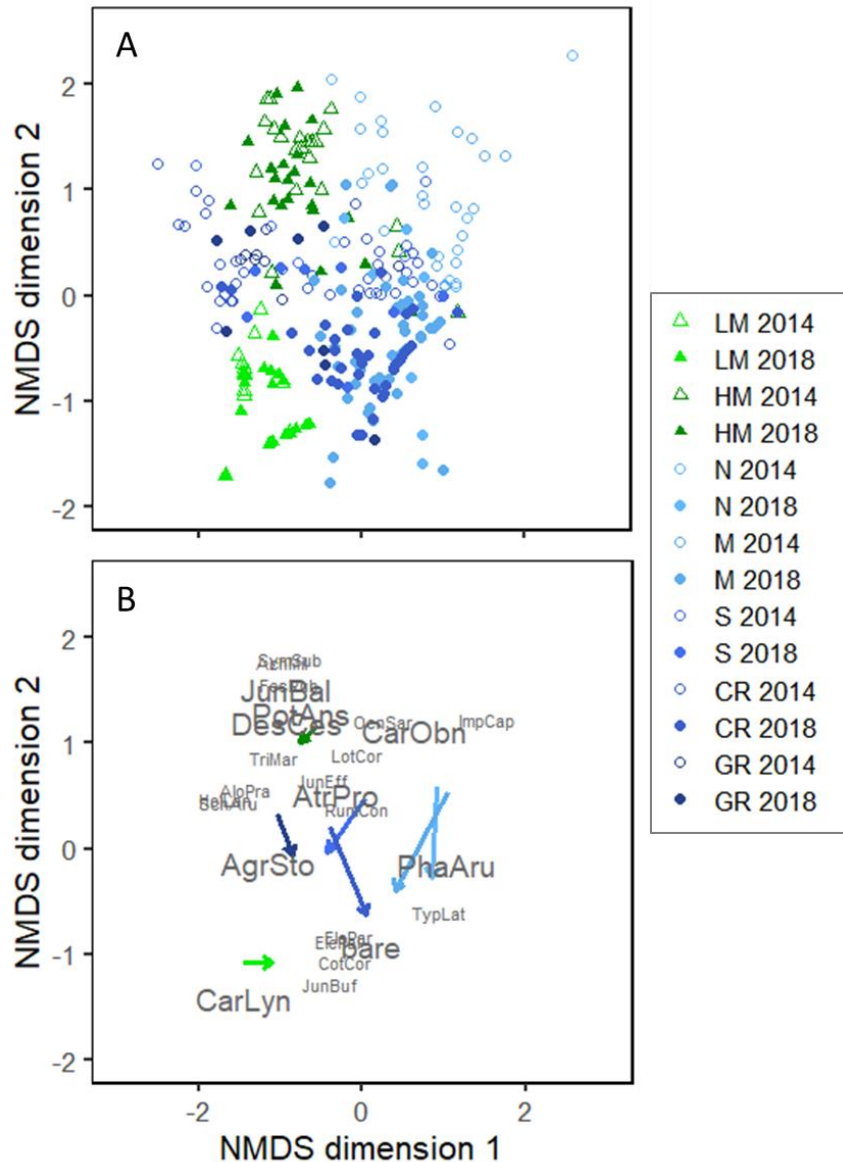 A
NMDS dimension 2
2
1
0
-1
-2
LM 2014
LM 2018
HM 2014
HM 2018
N 2014
N 2018
M 2014
M 2018
S 2014
S 2018
CR 2014
CR 2018
GR 2014
GR 2018
B
NMDS dimension 2
2
1
0
-1
-2
SymSub
JunBal
PotAns
DesCes
OenSar
ImpCap
CarObn
TriMar
LotCor
JunEff
AloPra
AtrPro
RumCon
AgrSto
PhaAru
TypLat
ElePar
bare
CotCor
JunBuf
CarLyn
-2 0 2
NMDS dimension 1